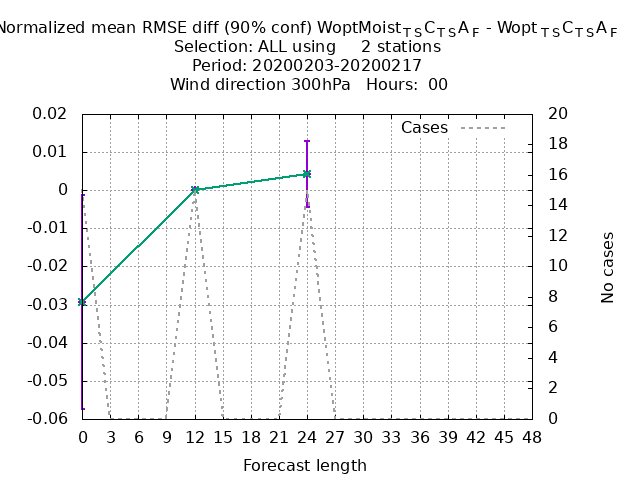 Normalized mean RMSE diff (90% conf) WoptMoist_TSC_TSA_F - Wopt_TSC_TSA_F
Selection: ALL using 2 stations
Period: 20200203-20200217
Wind direction 300hPa Hours: 00
0.02
0.01
0
-0.01
-0.02
-0.03
-0.04
-0.05
-0.06
Cases
20
18
16
14
12
10
8
6
4
2
0
No cases
0 3 6 9 12 15 18 21 24 27 30 33 36 39 42 45 48
Forecast length